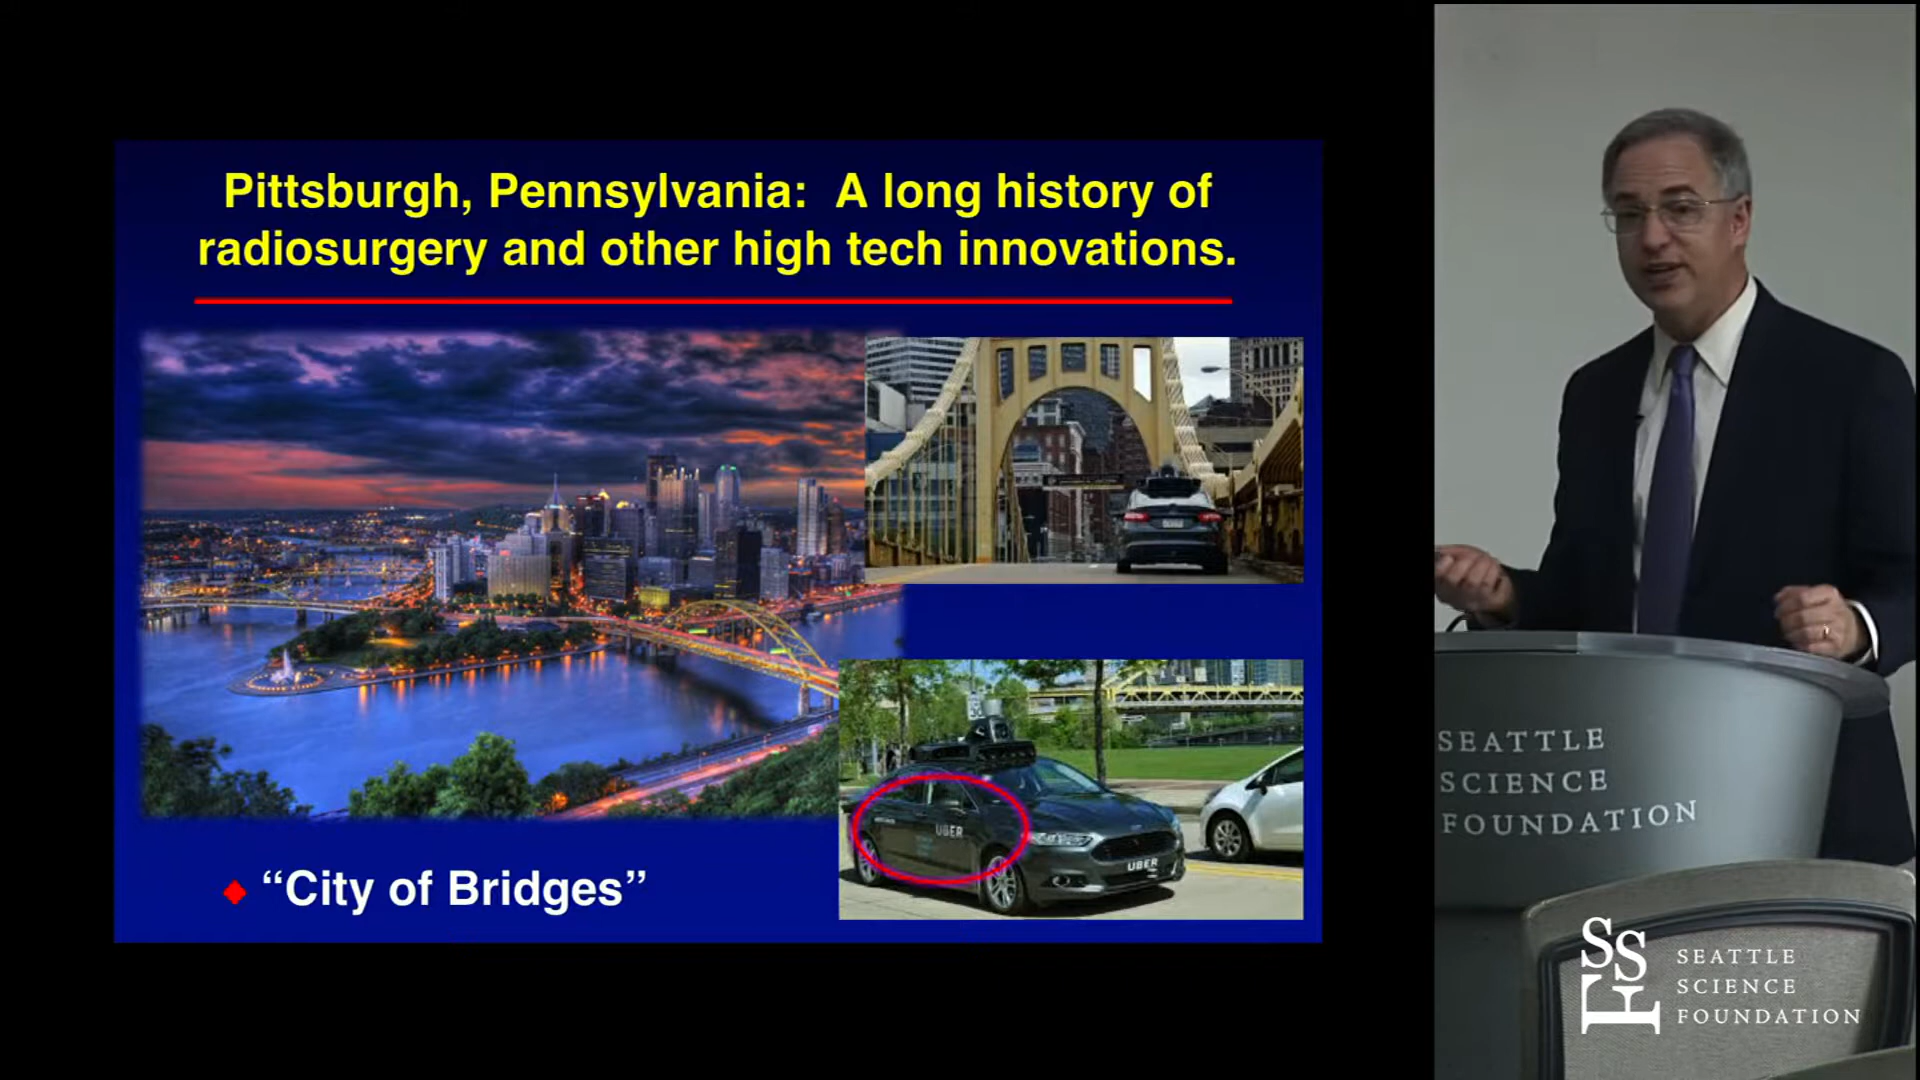 Pittsburgh, Pennsylvania: A long history of
radiosurgery and other high tech innovations.
UBER
UBER
“City of Bridges”
SEATTLE
SCIENCE
FOUNDATION
SSF
SEATTLE
SCIENCE
FOUNDATION